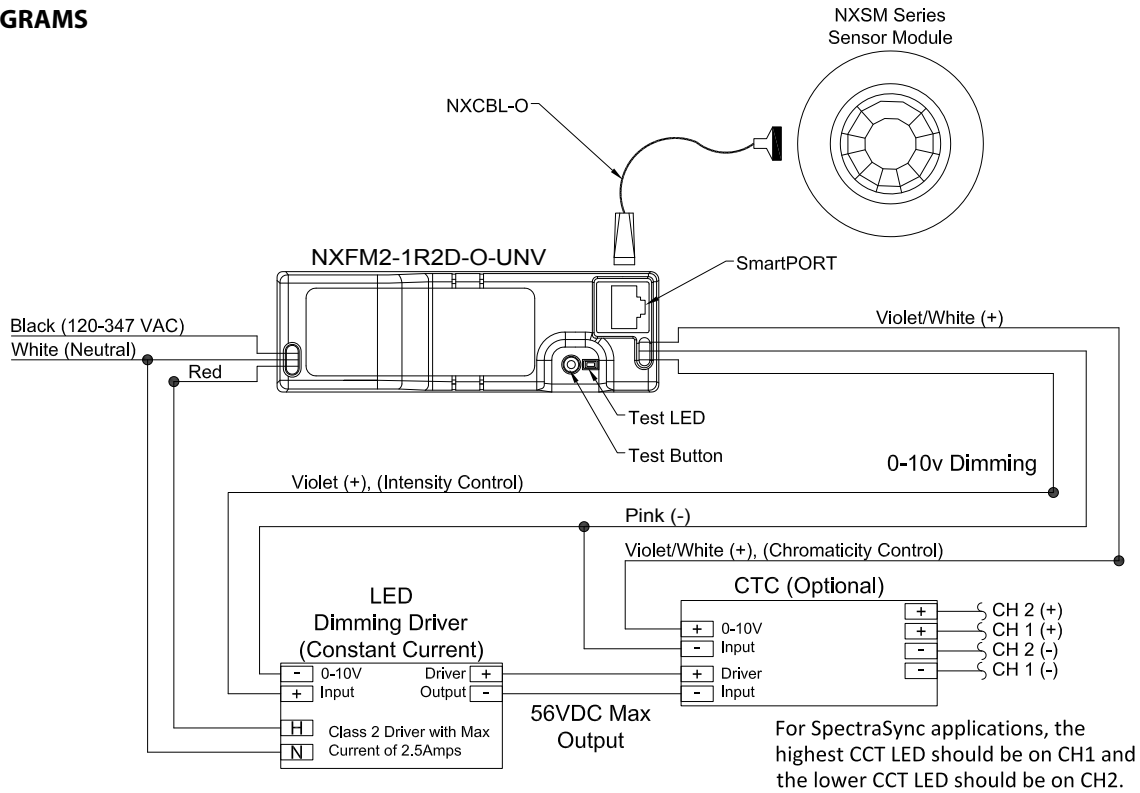 GRAMS
NXSM Series
Sensor Module
NXCBL-O
NXFM2-1R2D-O-UNV
SmartPORT
Black (120-347 VAC)
White (Neutral)
Red
Violet/White (+)
Test LED
Test Button
0-10v Dimming
Violet (+), (Intensity Control)
Pink (-)
Violet/White (+), (Chromaticity Control)
CTC (Optional)
LED
Dimming Driver
(Constant Current)
- 0-10V
+ Input
Driver +
Output -
H
N
Class 2 Driver with Max
Current of 2.5Amps
56VDC Max
Output
+ 0-10V
- Input
+ Driver
- Input
+ CH 2 (+)
+ CH 1 (+)
- CH 2 (-)
- CH 1 (-)
For SpectraSync applications, the
highest CCT LED should be on CH1 and
the lower CCT LED should be on CH2.